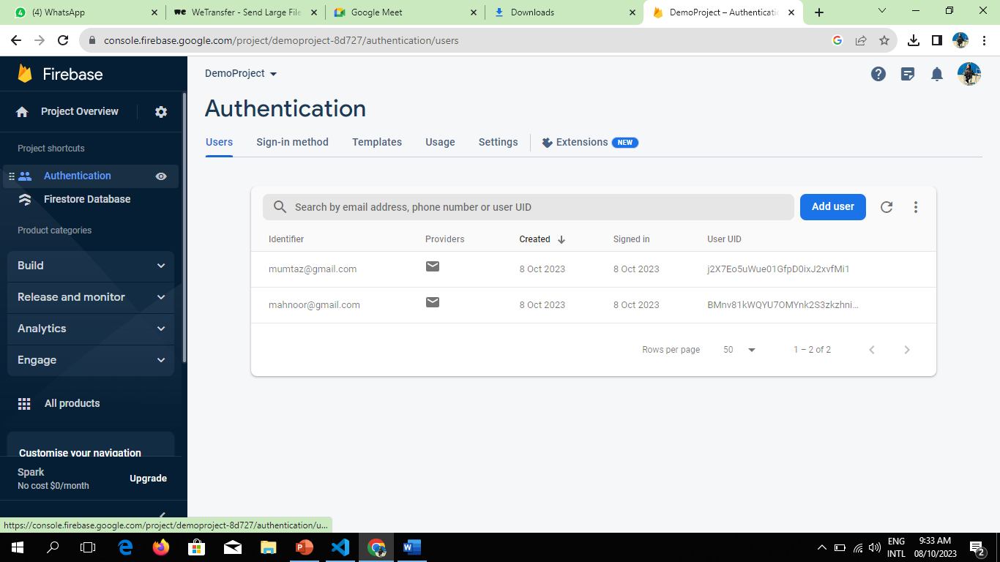 (4) WhatsApp
WeTransfer - Send Large File
Google Meet
Downloads
DemoProject – Authenticatio
console.firebase.google.com/project/demoproject-8d727/authentication/users
Firebase
DemoProject
Authentication
Project Overview
Users Sign-in method Templates Usage Settings Extensions NEW
Project shortcuts
Authentication
Firestore Database
Product categories
Build
Release and monitor
Analytics
Engage
All products
Customise your navigation
Spark
No cost $0/month
Upgrade
Search by email address, phone number or user UID
Add user
Identifier Providers Created Signed in User UID
mumtaz@gmail.com 8 Oct 2023 8 Oct 2023 j2X7Eo5uWue01GfpD0ixJ2xvfMi1
mahnoor@gmail.com 8 Oct 2023 8 Oct 2023 BMnv81kWQYU7OMYnk2S3zkzhni...
Rows per page 50 1 – 2 of 2
https://console.firebase.google.com/project/demoproject-8d727/authentication/u...
ENG
INTL
9:33 AM
08/10/2023
2